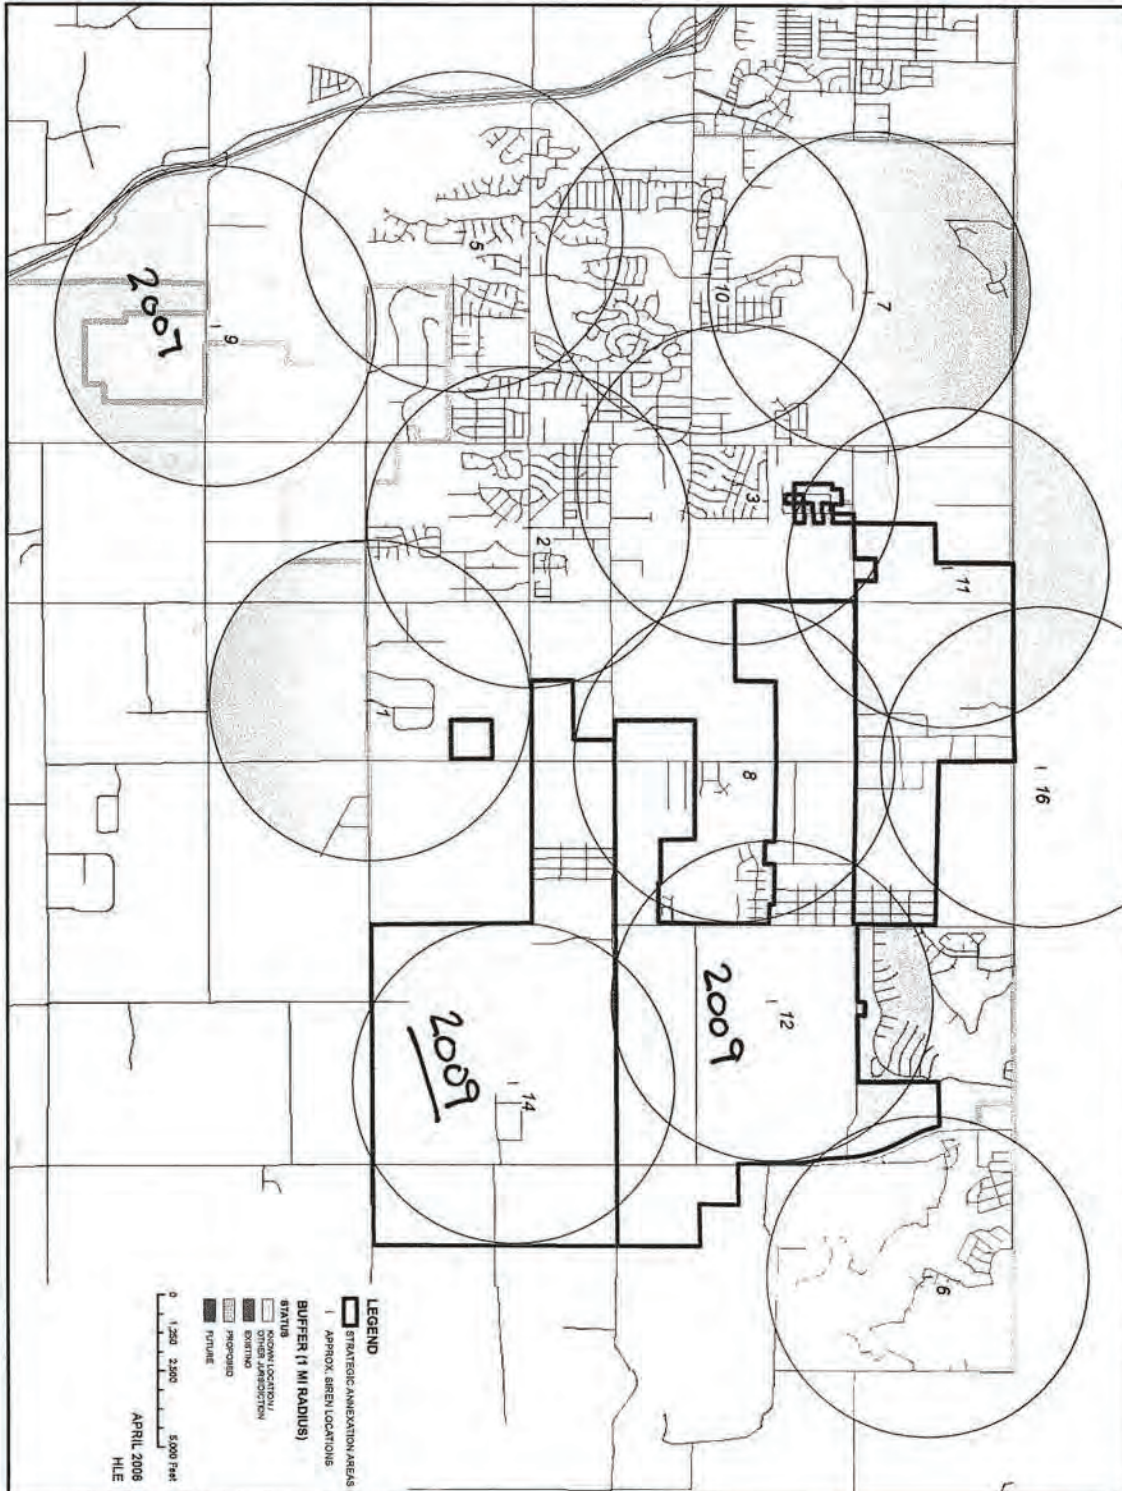 2007
9
5
10
7
3
2
11
1
8
16
2009
12
2009
14
6
LEGEND
STRATEGIC ANNEXATION AREAS
APPROX. SIREN LOCATIONS
BUFFER (1 MI RADIUS)
STATUS
KNOWN LOCATION /
OTHER JURISDICTION
EXISTING
PROPOSED
FUTURE
0 1,250 2,500 5,000 Feet
APRIL 2006
HLE